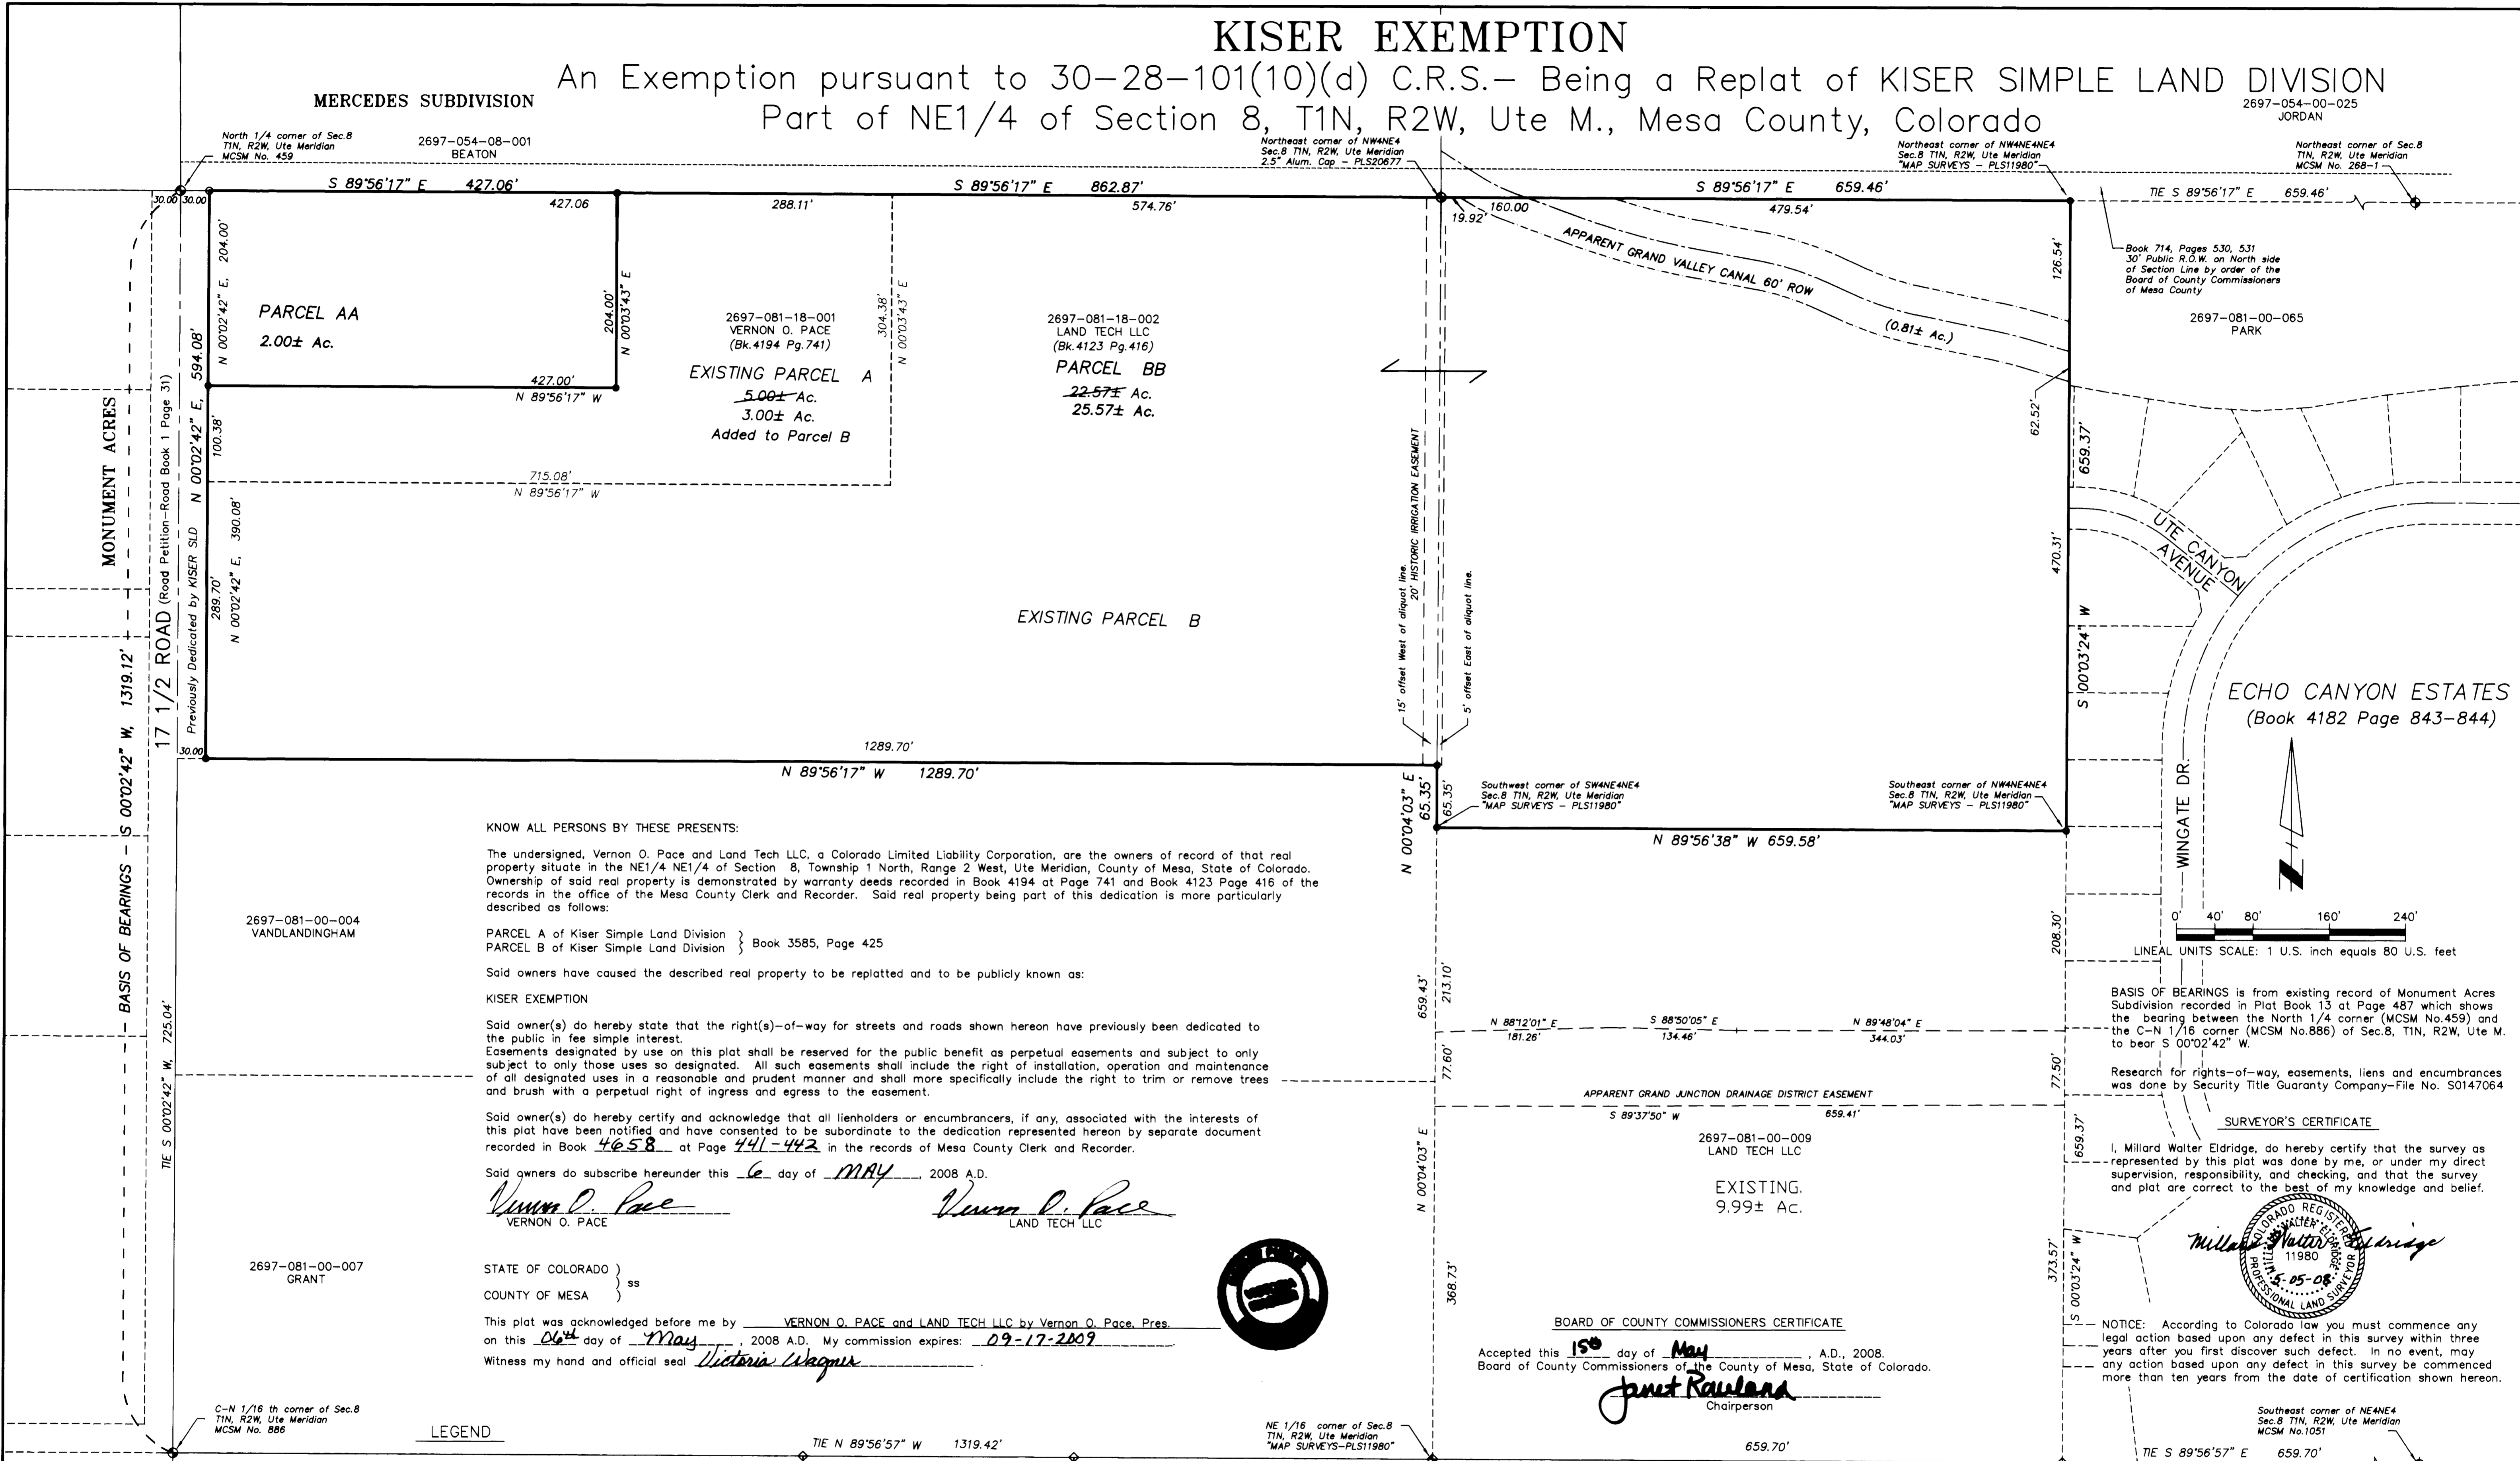 KISER EXEMPTION
An Exemption pursuant to 30-28-101(10)(d) C.R.S.- Being a Replat of KISER SIMPLE LAND DIVISION
Part of NE1/4 of Section 8, T1N, R2W, Ute M., Mesa County, Colorado
MERCEDES SUBDIVISION
2697-054-08-001
BEATON
2697-054-00-025
JORDAN
North 1/4 corner of Sec.8
T1N, R2W, Ute Meridian
MCSM No. 459
Northeast corner of NW4NE4
Sec.8 T1N, R2W, Ute Meridian
2.5" Alum. Cap - PLS20677
Northeast corner of NW4NE4NE4
Sec.8 T1N, R2W, Ute Meridian
"MAP SURVEYS - PLS11980"
Northeast corner of Sec.8
T1N, R2W, Ute Meridian
MCSM No. 268-1
S 89°56'17" E 427.06'
S 89°56'17" E 862.87'
S 89°56'17" E 659.46'
TIE S 89°56'17" E 659.46'
30.00 30.00
427.06
288.11'
574.76'
19.92'
160.00
479.54'
N 00°02'42" E, 204.00'
PARCEL AA
2.00± Ac.
204.00'
N 00°03'43" E
427.00'
N 89°56'17" W
2697-081-18-001
VERNON O. PACE
(Bk.4194 Pg.741)
EXISTING PARCEL A
5.00± Ac.
3.00± Ac.
Added to Parcel B
304.38'
N 00°03'43" E
2697-081-18-002
LAND TECH LLC
(Bk.4123 Pg.416)
PARCEL BB
22.57± Ac.
25.57± Ac.
APPARENT GRAND VALLEY CANAL 60' ROW
(0.81± Ac.)
126.54'
62.52'
659.37'
470.31'
S 00°03'24" W
Book 714, Pages 530, 531
30' Public R.O.W. on North side
of Section Line by order of the
Board of County Commissioners
of Mesa County
2697-081-00-065
PARK
MONUMENT ACRES
BASIS OF BEARINGS - S 00°02'42" W, 1319.12'
17 1/2 ROAD (Road Petition-Road Book 1 Page 31)
Previously Dedicated by KISER SLD
N 00°02'42" E, 594.08'
100.38'
289.70'
N 00°02'42" E, 390.08'
715.08'
N 89°56'17" W
EXISTING PARCEL B
20' HISTORIC IRRIGATION EASEMENT
15' offset West of aliquot line.
5' offset East of aliquot line.
UTE CANYON
AVENUE
WINGATE DR.
ECHO CANYON ESTATES
(Book 4182 Page 843-844)
30.00
1289.70'
N 89°56'17" W 1289.70'
N 00°04'03" E
65.35'
65.35'
Southwest corner of SW4NE4NE4
Sec.8 T1N, R2W, Ute Meridian
"MAP SURVEYS - PLS11980"
Southeast corner of NW4NE4NE4
Sec.8 T1N, R2W, Ute Meridian
"MAP SURVEYS - PLS11980"
N 89°56'38" W 659.58'
N
0' 40' 80' 160' 240'
LINEAL UNITS SCALE: 1 U.S. inch equals 80 U.S. feet
KNOW ALL PERSONS BY THESE PRESENTS:
The undersigned, Vernon O. Pace and Land Tech LLC, a Colorado Limited Liability Corporation, are the owners of record of that real
property situate in the NE1/4 NE1/4 of Section 8, Township 1 North, Range 2 West, Ute Meridian, County of Mesa, State of Colorado.
Ownership of said real property is demonstrated by warranty deeds recorded in Book 4194 at Page 741 and Book 4123 Page 416 of the
records in the office of the Mesa County Clerk and Recorder. Said real property being part of this dedication is more particularly
described as follows:
PARCEL A of Kiser Simple Land Division
PARCEL B of Kiser Simple Land Division } Book 3585, Page 425
Said owners have caused the described real property to be replatted and to be publicly known as:
KISER EXEMPTION
Said owner(s) do hereby state that the right(s)-of-way for streets and roads shown hereon have previously been dedicated to
the public in fee simple interest.
Easements designated by use on this plat shall be reserved for the public benefit as perpetual easements and subject to only
subject to only those uses so designated. All such easements shall include the right of installation, operation and maintenance
of all designated uses in a reasonable and prudent manner and shall more specifically include the right to trim or remove trees
and brush with a perpetual right of ingress and egress to the easement.
Said owner(s) do hereby certify and acknowledge that all lienholders or encumbrancers, if any, associated with the interests of
this plat have been notified and have consented to be subordinate to the dedication represented hereon by separate document
recorded in Book 4658 at Page 441-442 in the records of Mesa County Clerk and Recorder.
Said owners do subscribe hereunder this 6 day of MAY, 2008 A.D.
Vernon O. Pace Vernon O. Pace
VERNON O. PACE LAND TECH LLC
STATE OF COLORADO )
) ss
COUNTY OF MESA )
This plat was acknowledged before me by VERNON O. PACE and LAND TECH LLC by Vernon O. Pace, Pres.
on this 06th day of May, 2008 A.D. My commission expires: 09-17-2009.
Witness my hand and official seal Victoria Wagner.
2697-081-00-004
VANDLANDINGHAM
2697-081-00-007
GRANT
TIE S 00°02'42" W, 725.04'
C-N 1/16 th corner of Sec.8
T1N, R2W, Ute Meridian
MCSM No. 886
LEGEND
TIE N 89°56'57" W 1319.42'
NE 1/16 corner of Sec.8
T1N, R2W, Ute Meridian
"MAP SURVEYS-PLS11980"
659.43'
213.10'
77.60'
N 00°04'03" E
368.73'
N 88°12'01" E
181.26'
S 88°50'05" E
134.46'
N 89°48'04" E
344.03'
APPARENT GRAND JUNCTION DRAINAGE DISTRICT EASEMENT
S 89°37'50" W 659.41'
2697-081-00-009
LAND TECH LLC
EXISTING.
9.99± Ac.
208.30'
77.50'
659.37'
373.57'
S 00°03'24" W
BOARD OF COUNTY COMMISSIONERS CERTIFICATE
Accepted this 15th day of May, A.D., 2008.
Board of County Commissioners of the County of Mesa, State of Colorado.
Janet Rowland
Chairperson
659.70'
BASIS OF BEARINGS is from existing record of Monument Acres
Subdivision recorded in Plat Book 13 at Page 487 which shows
the bearing between the North 1/4 corner (MCSM No.459) and
the C-N 1/16 corner (MCSM No.886) of Sec.8, T1N, R2W, Ute M.
to bear S 00°02'42" W.
Research for rights-of-way, easements, liens and encumbrances
was done by Security Title Guaranty Company-File No. S0147064
SURVEYOR'S CERTIFICATE
I, Millard Walter Eldridge, do hereby certify that the survey as
represented by this plat was done by me, or under my direct
supervision, responsibility, and checking, and that the survey
and plat are correct to the best of my knowledge and belief.
Millard Walter Eldridge
COLORADO REGISTERED
MILLARD WALTER ELDRIDGE
11980
5-05-08
PROFESSIONAL LAND SURVEYOR
NOTICE: According to Colorado law you must commence any
legal action based upon any defect in this survey within three
years after you first discover such defect. In no event, may
any action based upon any defect in this survey be commenced
more than ten years from the date of certification shown hereon.
Southeast corner of NE4NE4
Sec.8 T1N, R2W, Ute Meridian
MCSM No.1051
TIE S 89°56'57" E 659.70'